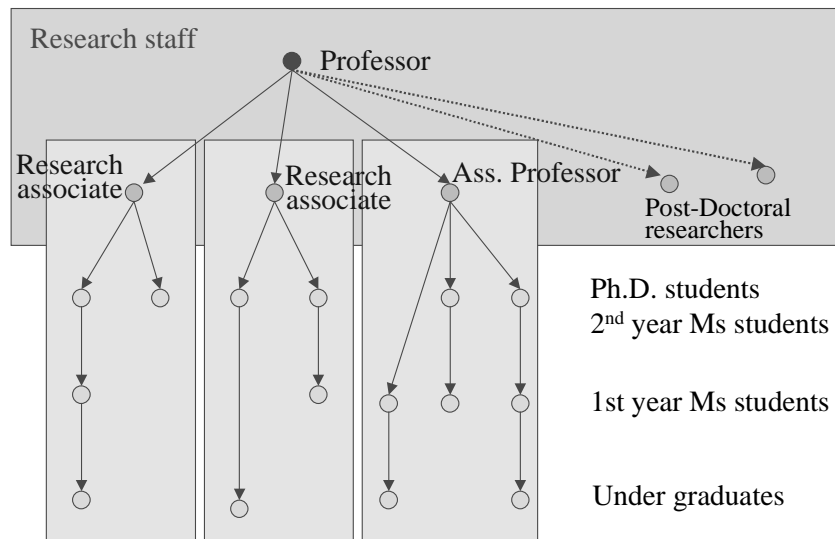 Research staff
Professor
Research
associate
Research
associate
Ass. Professor
Post-Doctoral
researchers
Ph.D. students
2nd year Ms students
1st year Ms students
Under graduates